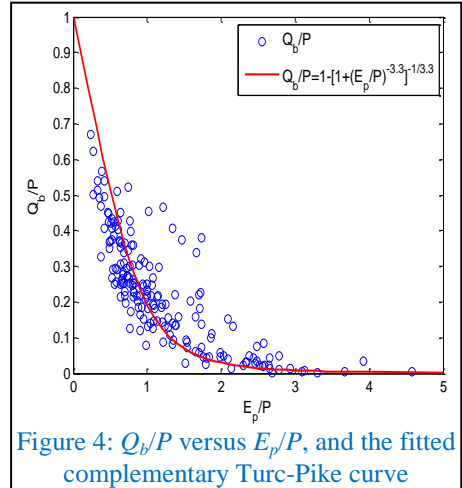 1
0.9
0.8
0.7
0.6
0.5
0.4
0.3
0.2
0.1
0
Q_b/P
Q_b/P
Q_b/P=1-[1+(E_p/P)^-3.3]^-1/3.3
0 1 2 3 4 5
E_p/P
Figure 4: Q_b/P versus E_p/P, and the fitted
complementary Turc-Pike curve